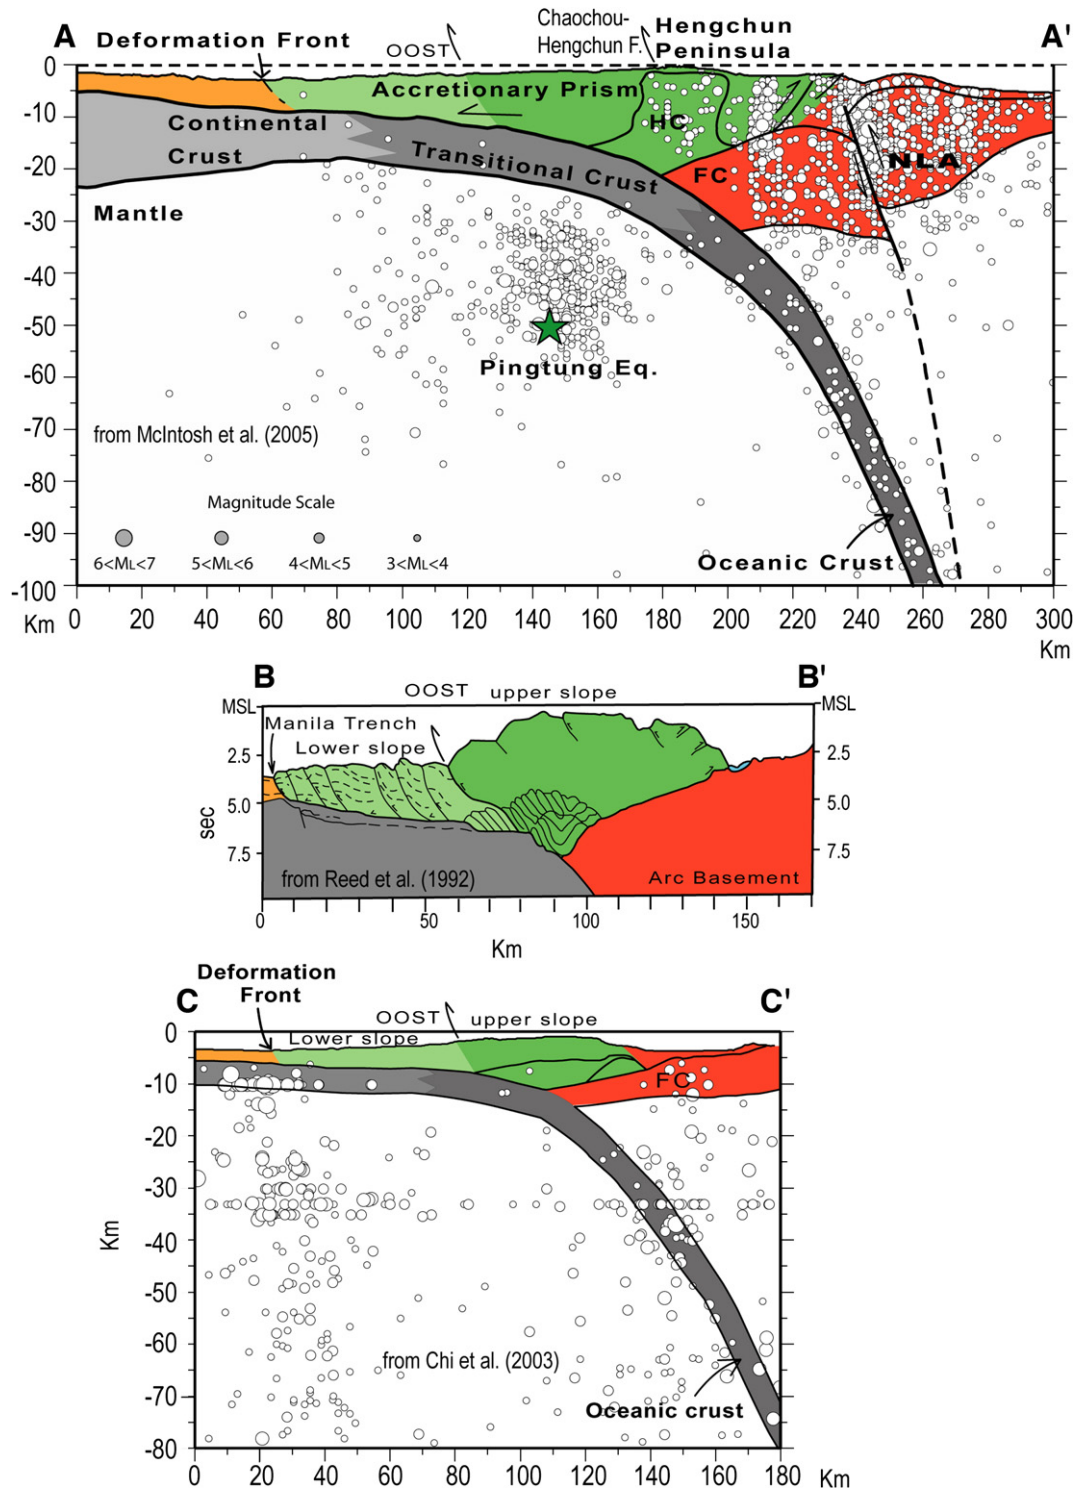 A
Deformation Front
OOST
Chaochou-
Hengchun F.
Hengchun
Peninsula
A'
0
-10
-20
-30
-40
-50
-60
-70
-80
-90
-100
Accretionary Prism
HC
Continental
Crust
Transitional Crust
FC
NLA
Mantle
Pingtung Eq.
from McIntosh et al. (2005)
Magnitude Scale
6<ML<7 5<ML<6 4<ML<5 3<ML<4
Oceanic Crust
Km 0 20 40 60 80 100 120 140 160 180 200 220 240 260 280 300
Km
B
OOST upper slope
B'
MSL
MSL
Manila Trench
Lower slope
2.5
5.0
7.5
sec
2.5
5.0
7.5
from Reed et al. (1992)
Arc Basement
0 50 100 150
Km
Deformation
Front
C
OOST upper slope
C'
Lower slope
FC
0
-10
-20
-30
-40
-50
-60
-70
-80
Km
from Chi et al. (2003)
Oceanic crust
0 20 40 60 80 100 120 140 160 180 Km